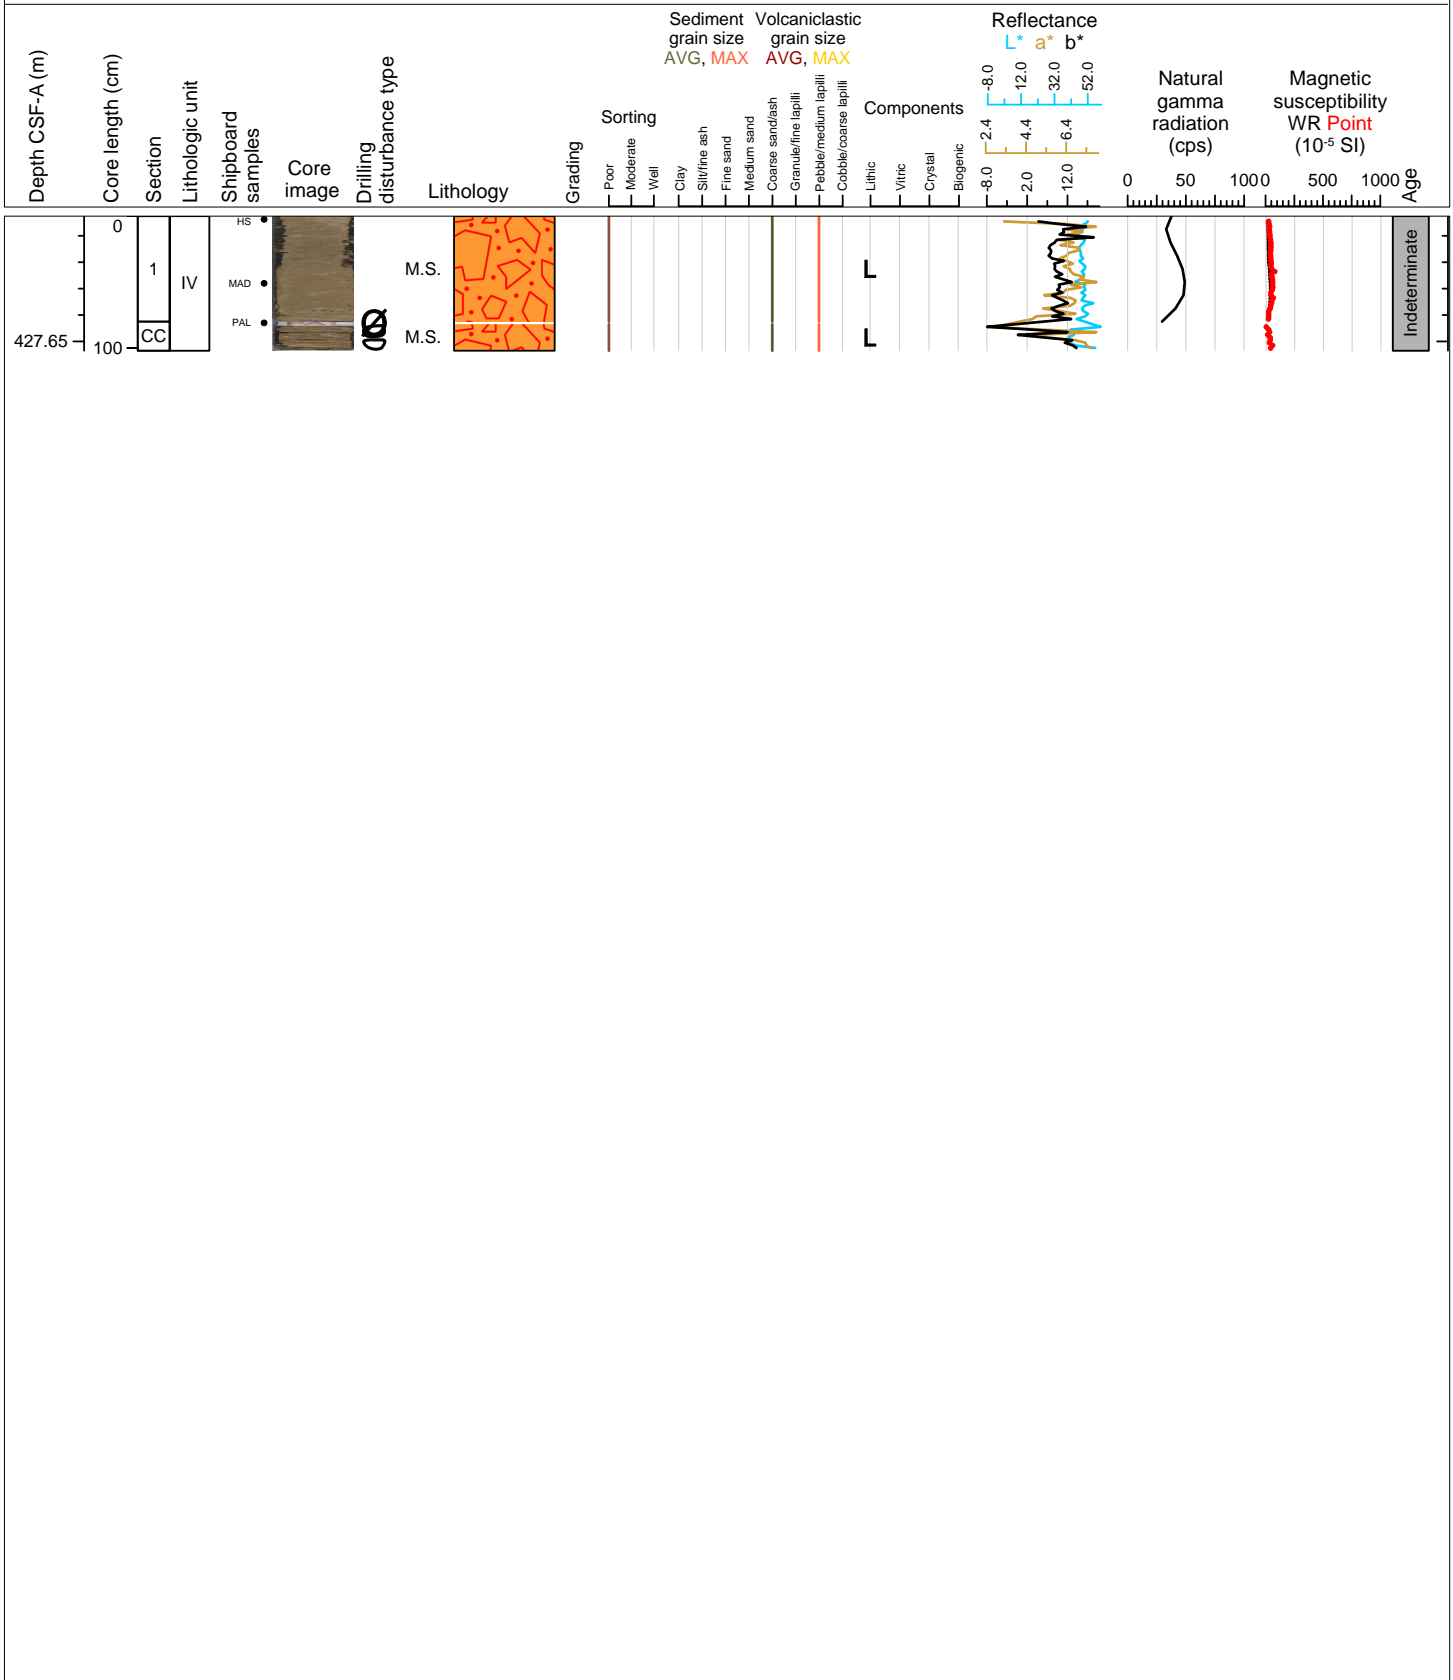 Depth CSF-A (m)
Core length (cm)
Section
Lithologic unit
Shipboard
samples
Core
image
Drilling
disturbance type
Lithology
Grading
Sorting
Poor
Moderate
Well
Sediment
grain size
AVG, MAX
Volcaniclastic
grain size
AVG, MAX
Clay
Silt/fine ash
Fine sand
Medium sand
Coarse sand/ash
Granule/fine lapilli
Pebble/medium lapilli
Cobble/coarse lapilli
Components
Lithic
Vitric
Crystal
Biogenic
Reflectance
L* a* b*
-8.0 12.0 32.0 52.0
2.4 4.4 6.4
-8.0 2.0 12.0
Natural
gamma
radiation
(cps)
0 50 100
Magnetic
susceptibility
WR Point
(10-5 SI)
0 500 1000
Age
0
1
IV
HS
MAD
PAL
M.S.
L
Indeterminate
427.65
100
CC
M.S.
L